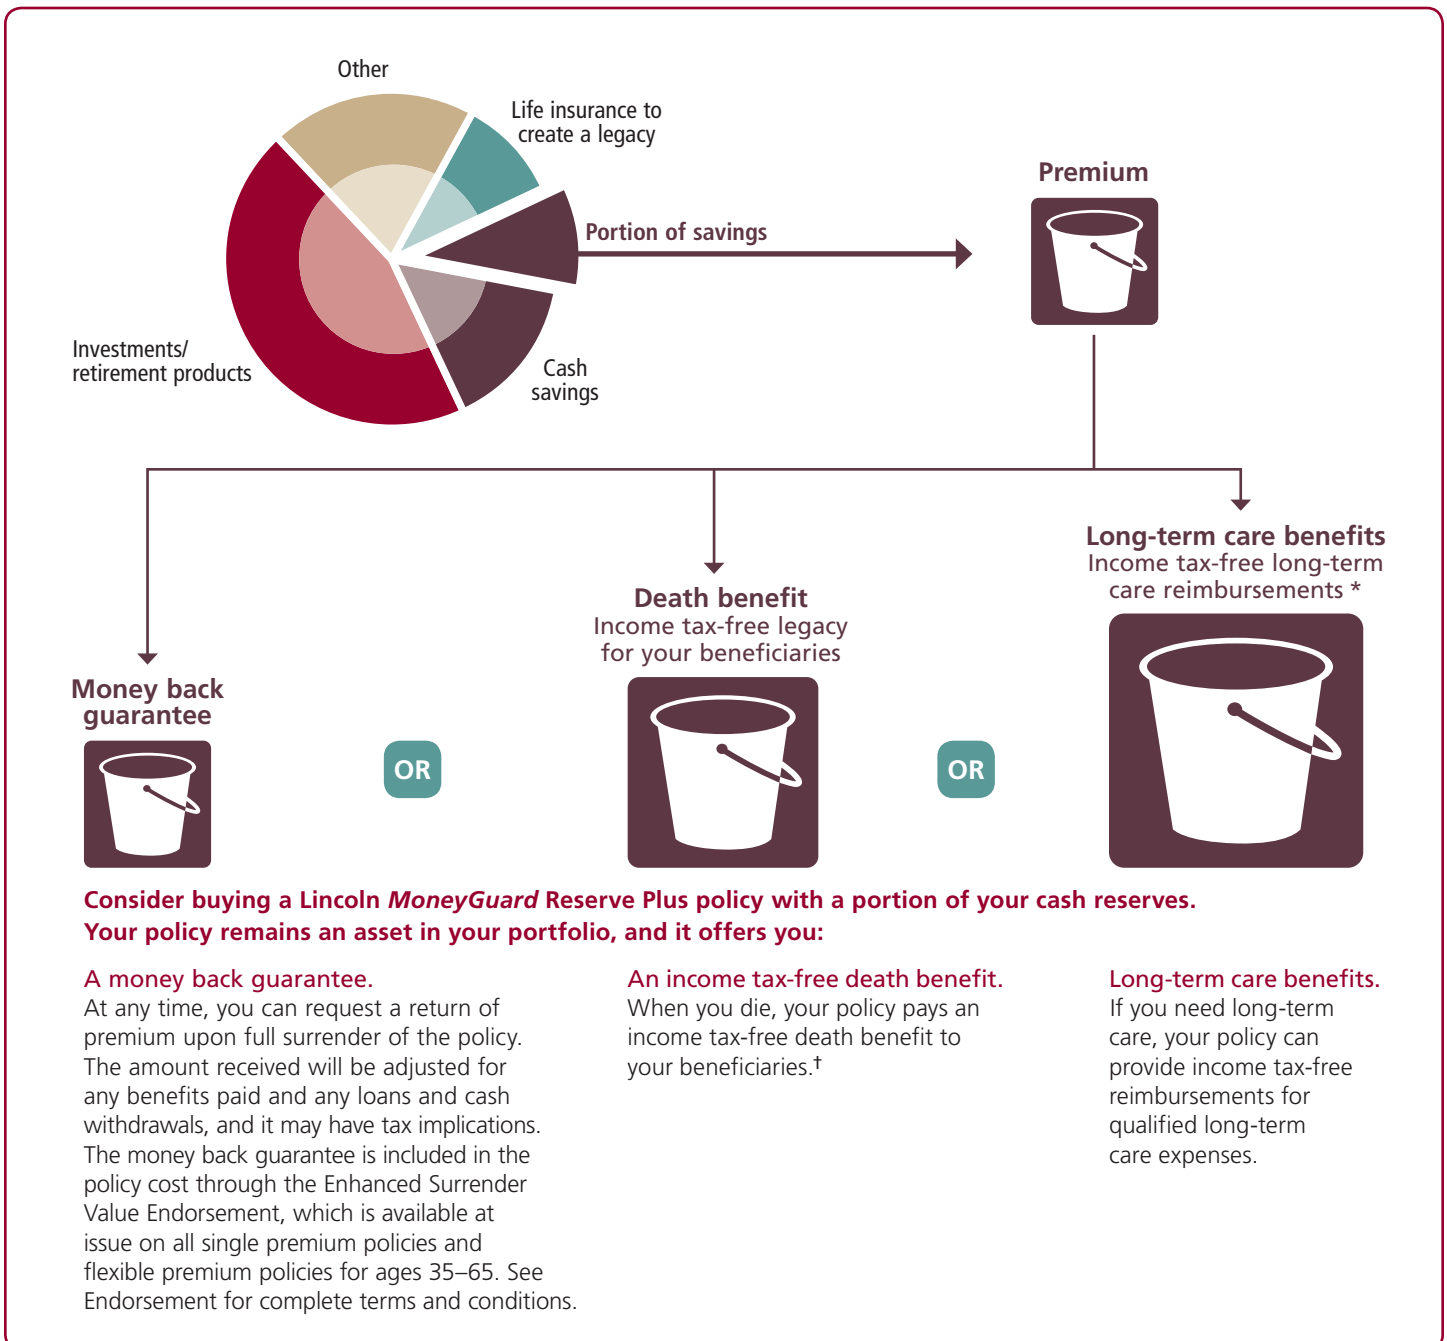 Other
Life insurance to
create a legacy
Premium
Portion of savings
Investments/
retirement products
Cash
savings
Long-term care benefits
Income tax-free long-term
care reimbursements *
Death benefit
Income tax-free legacy
for your beneficiaries
Money back
guarantee
OR
OR
Consider buying a Lincoln MoneyGuard Reserve Plus policy with a portion of your cash reserves.
Your policy remains an asset in your portfolio, and it offers you:
A money back guarantee.
At any time, you can request a return of
premium upon full surrender of the policy.
The amount received will be adjusted for
any benefits paid and any loans and cash
withdrawals, and it may have tax implications.
The money back guarantee is included in the
policy cost through the Enhanced Surrender
Value Endorsement, which is available at
issue on all single premium policies and
flexible premium policies for ages 35–65. See
Endorsement for complete terms and conditions.
An income tax-free death benefit.
When you die, your policy pays an
income tax-free death benefit to
your beneficiaries.†
Long-term care benefits.
If you need long-term
care, your policy can
provide income tax-free
reimbursements for
qualified long-term
care expenses.